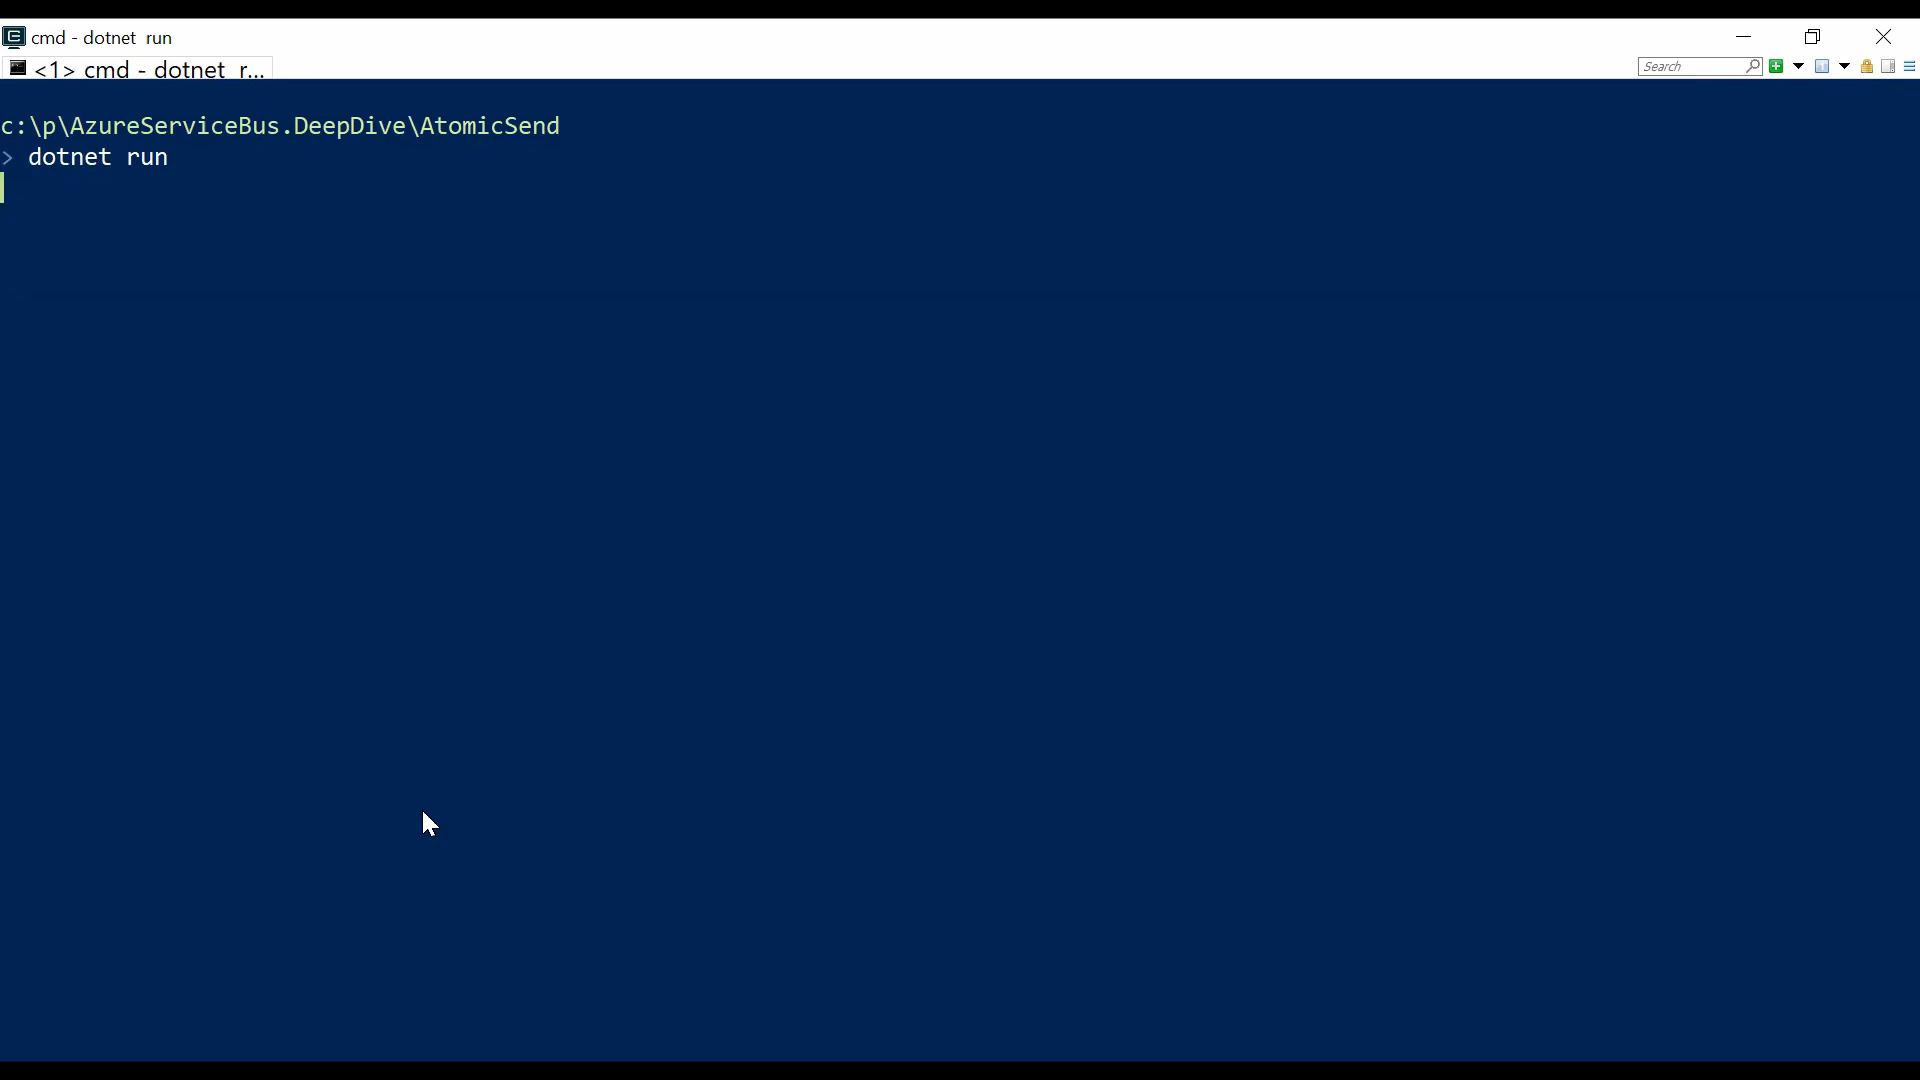 cmd - dotnet  run
<1> cmd - dotnet  r...
Search
c:\p\AzureServiceBus.DeepDive\AtomicSend
> dotnet run